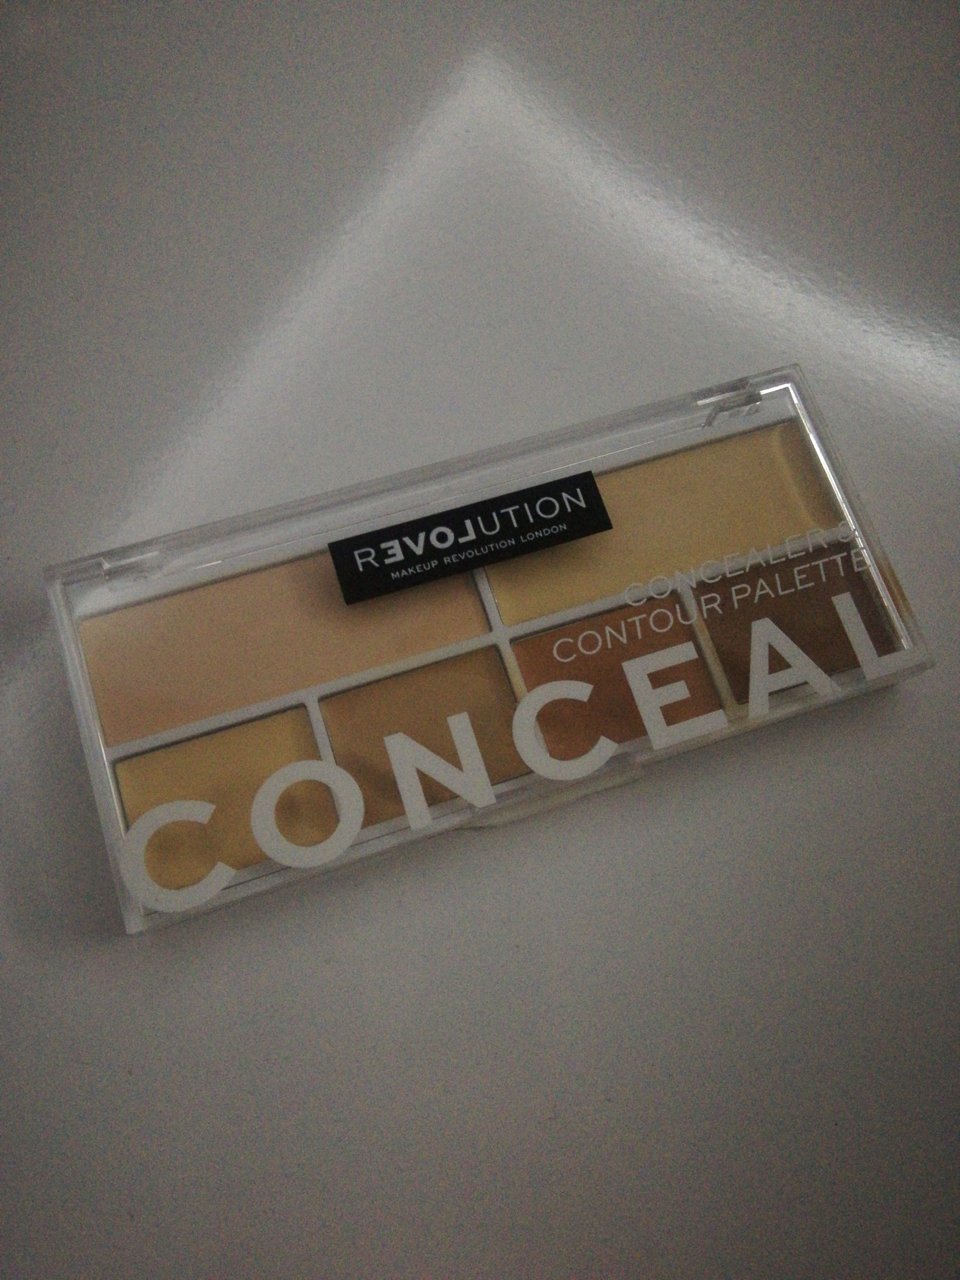 REVOLUTION
MAKEUP REVOLUTION LONDON
CONCEALER &
CONTOUR PALETTE
CONCEAL